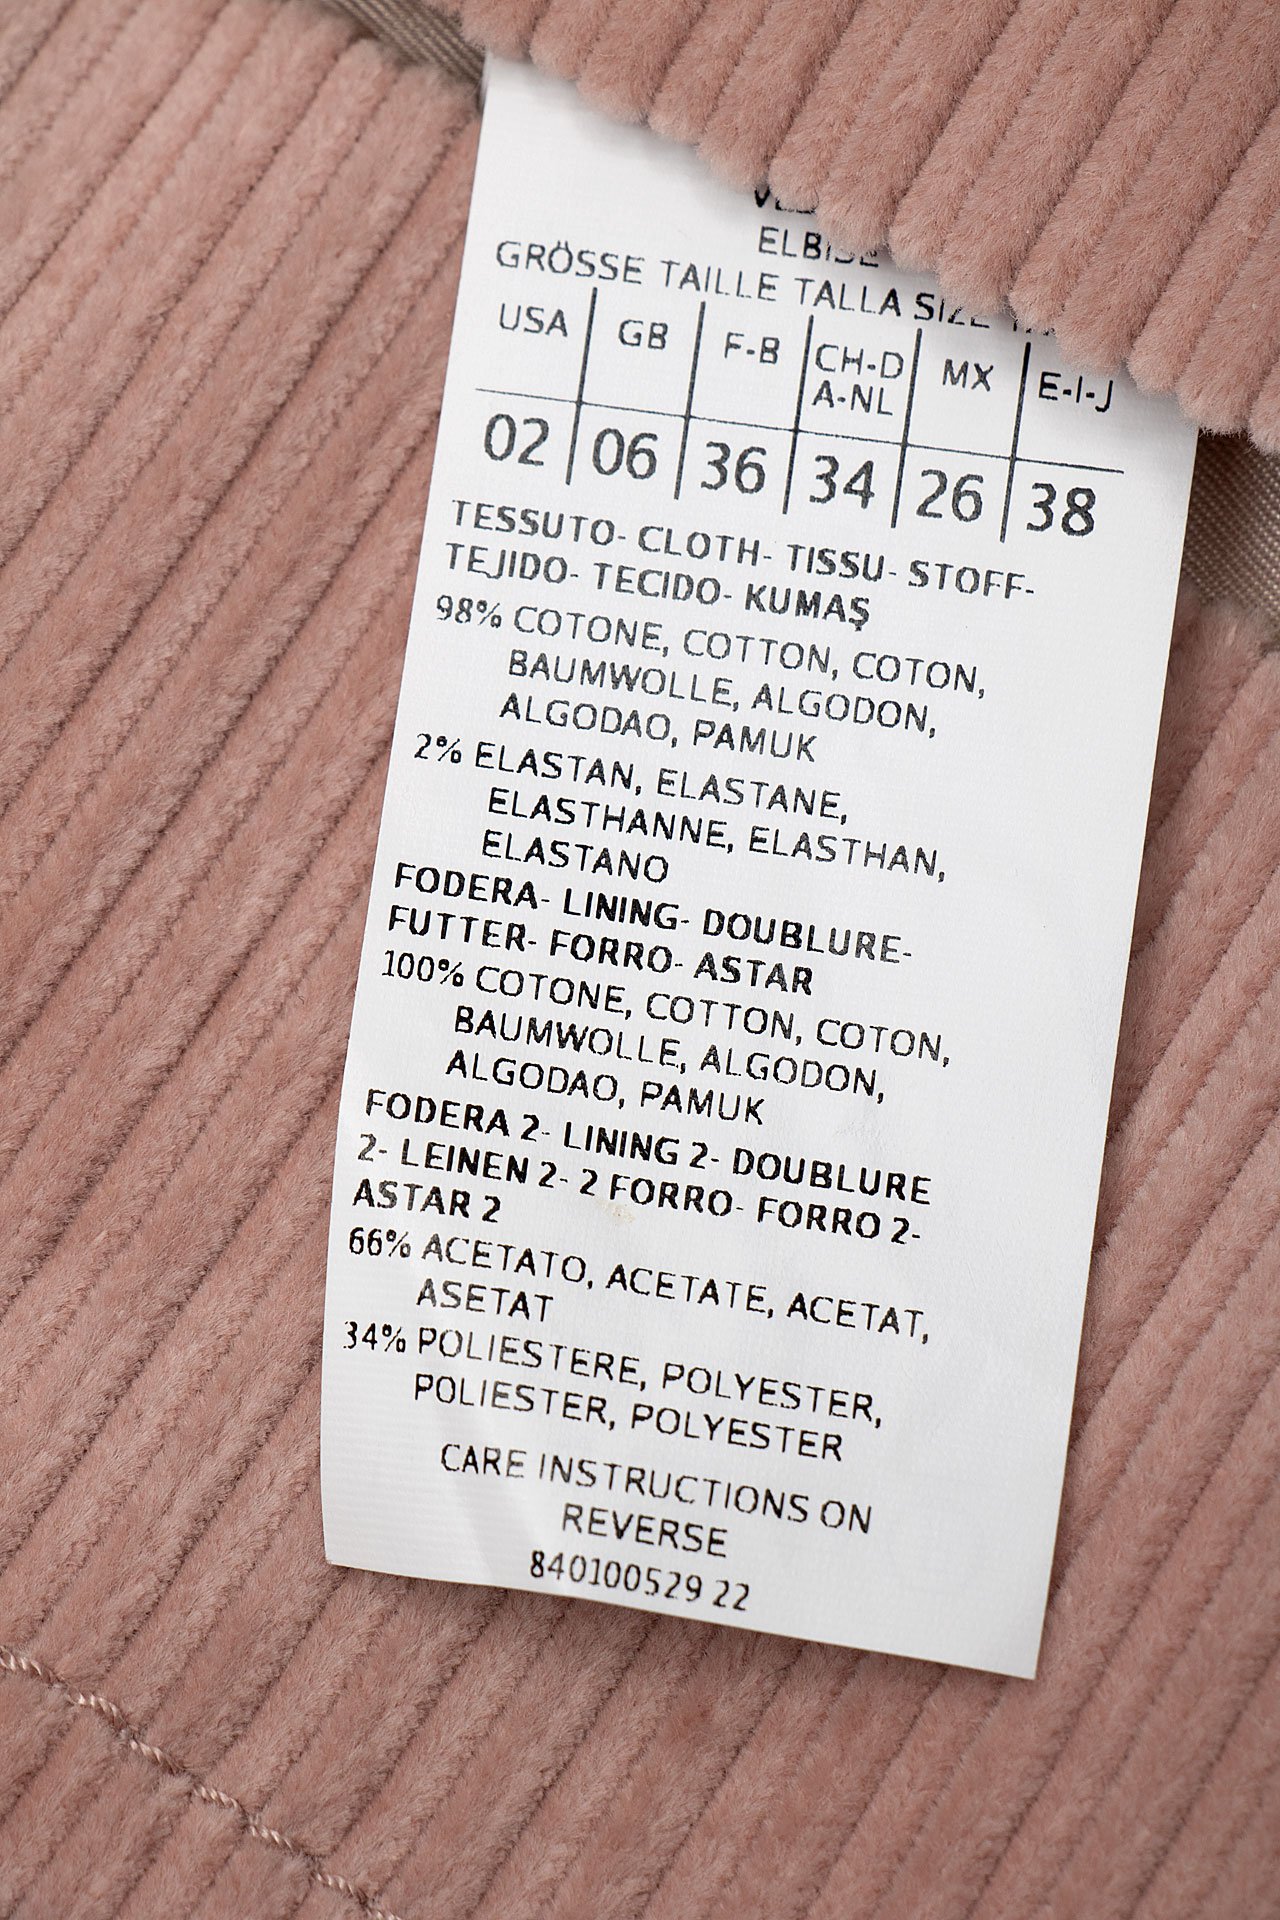 ELBISE
GRÖSSE TAILLE TALLA SIZE
USA GB F-B CH-D A-NL MX E-I-J
02 06 36 34 26 38
TESSUTO- CLOTH- TISSU- STOFF-
TEJIDO- TECIDO- KUMAŞ
98% COTONE, COTTON, COTON,
BAUMWOLLE, ALGODON,
ALGODAO, PAMUK
2% ELASTAN, ELASTANE,
ELASTHANNE, ELASTHAN,
ELASTANO
FODERA- LINING- DOUBLURE-
FUTTER- FORRO- ASTAR
100% COTONE, COTTON, COTON,
BAUMWOLLE, ALGODON,
ALGODAO, PAMUK
FODERA 2- LINING 2- DOUBLURE
2- LEINEN 2- 2 FORRO- FORRO 2-
ASTAR 2
66% ACETATO, ACETATE, ACETAT,
ASETAT
34% POLIESTERE, POLYESTER,
POLIESTER, POLYESTER
CARE INSTRUCTIONS ON
REVERSE
840100529 22